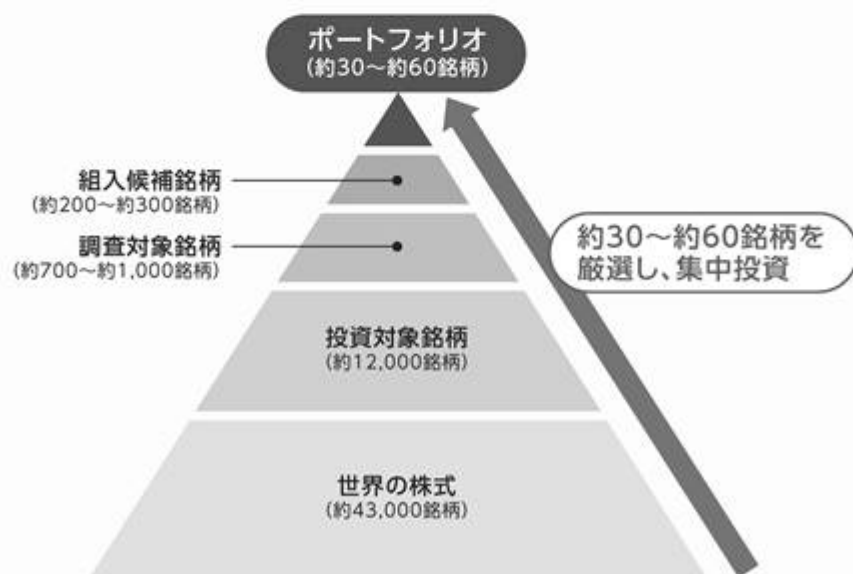 ポートフォリオ
(約30〜約60銘柄)
組入候補銘柄
(約200〜約300銘柄)
調査対象銘柄
(約700〜約1,000銘柄)
約30〜約60銘柄を
厳選し、集中投資
投資対象銘柄
(約12,000銘柄)
世界の株式
(約43,000銘柄)